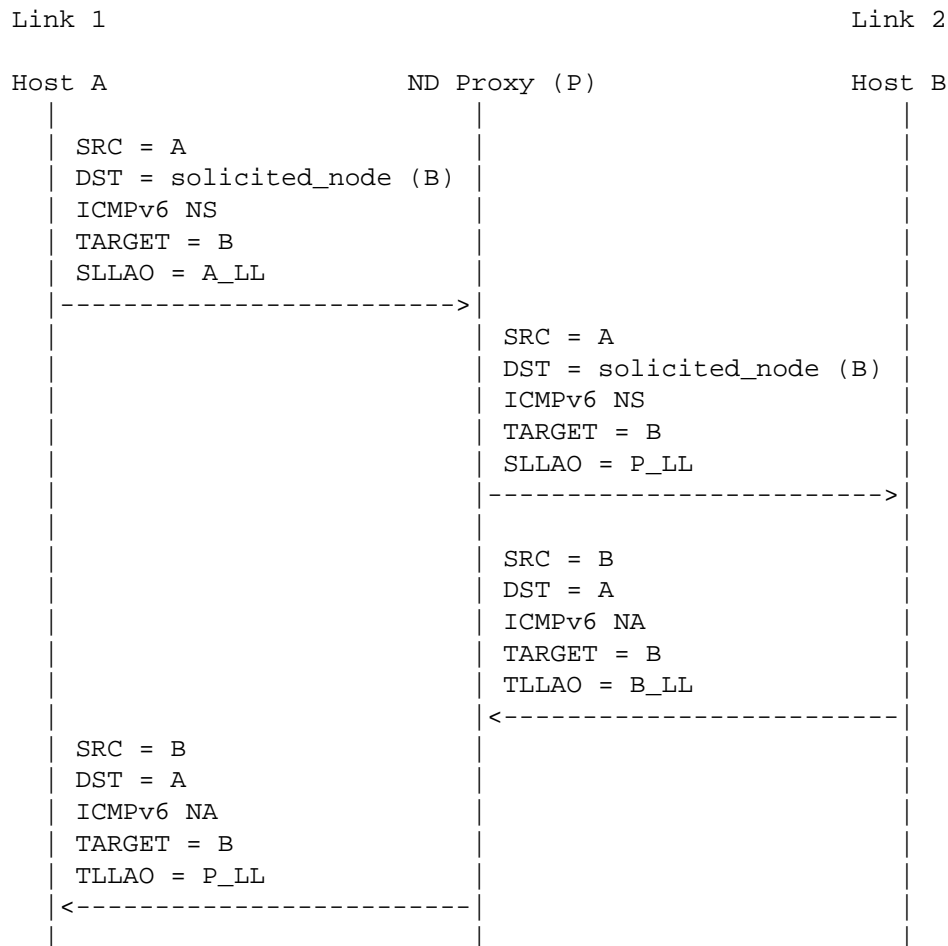 Link 1 Link 2
Host A ND Proxy (P) Host B
SRC = A
DST = solicited_node (B)
ICMPv6 NS
TARGET = B
SLLAO = A_LL
SRC = A
DST = solicited_node (B)
ICMPv6 NS
TARGET = B
SLLAO = P_LL
SRC = B
DST = A
ICMPv6 NA
TARGET = B
TLLAO = B_LL
SRC = B
DST = A
ICMPv6 NA
TARGET = B
TLLAO = P_LL